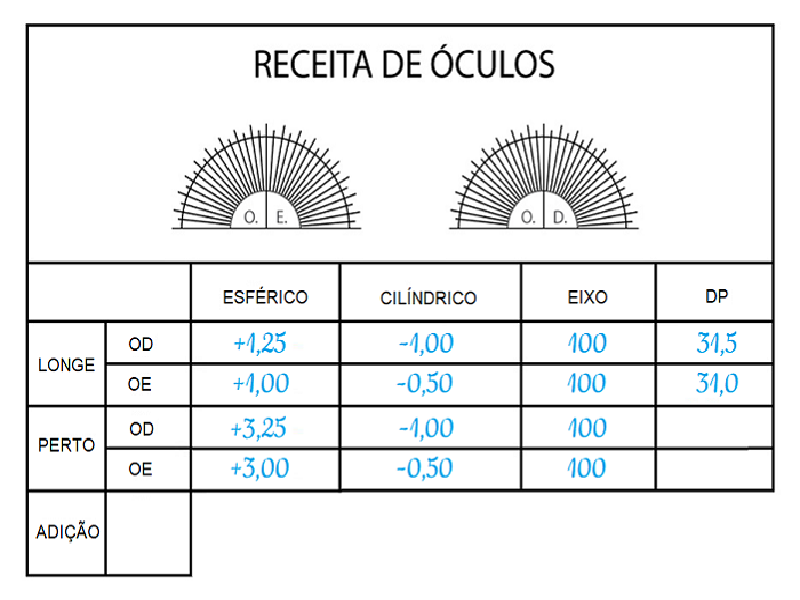 RECEITA DE ÓCULOS
O. E. O. D.
ESFÉRICO CILÍNDRICO EIXO DP
LONGE OD +1,25 -1,00 100 31,5
OE +1,00 -0,50 100 31,0
PERTO OD +3,25 -1,00 100
OE +3,00 -0,50 100
ADIÇÃO